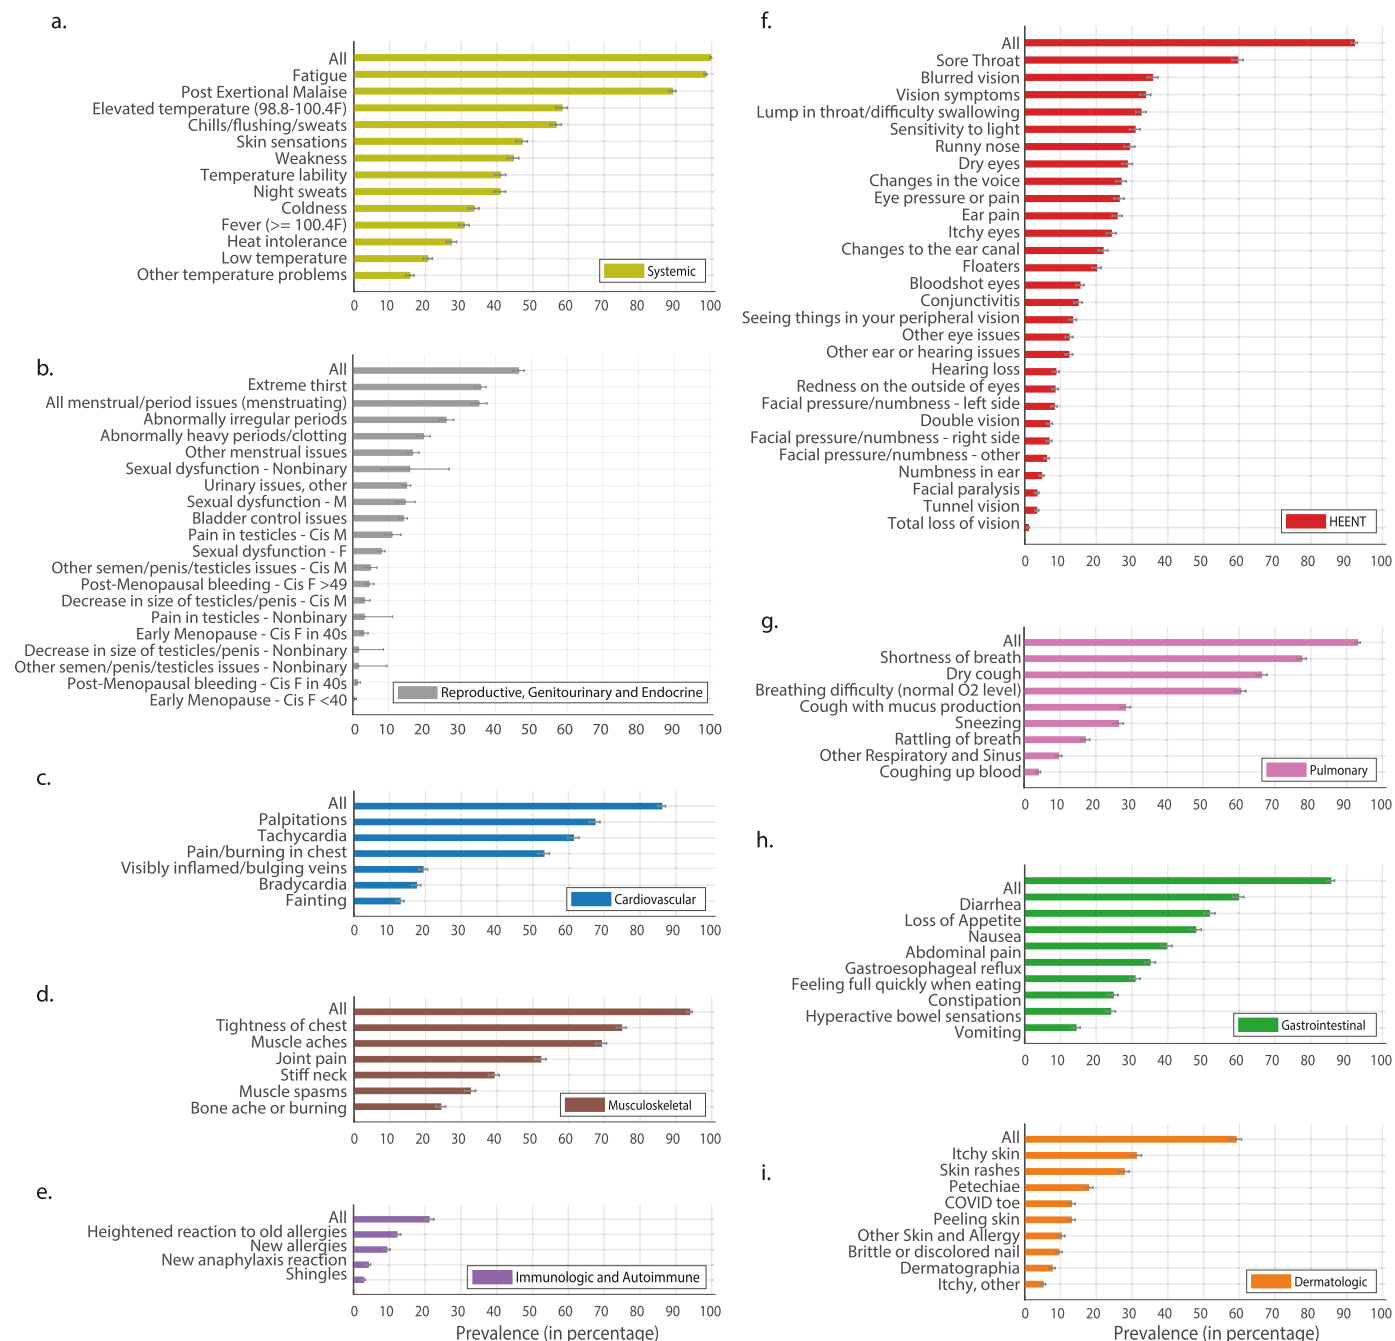 a.
All
Fatigue
Post Exertional Malaise
Elevated temperature (98.8-100.4F)
Chills/flushing/sweats
Skin sensations
Weakness
Temperature lability
Night sweats
Coldness
Fever (>= 100.4F)
Heat intolerance
Low temperature
Other temperature problems
Systemic
0 10 20 30 40 50 60 70 80 90 100
b.
All
Extreme thirst
All menstrual/period issues (menstruating)
Abnormally irregular periods
Abnormally heavy periods/clotting
Other menstrual issues
Sexual dysfunction - Nonbinary
Urinary issues, other
Sexual dysfunction - M
Bladder control issues
Pain in testicles - Cis M
Sexual dysfunction - F
Other semen/penis/testicles issues - Cis M
Post-Menopausal bleeding - Cis F >49
Decrease in size of testicles/penis - Cis M
Pain in testicles - Nonbinary
Early Menopause - Cis F in 40s
Decrease in size of testicles/penis - Nonbinary
Other semen/penis/testicles issues - Nonbinary
Post-Menopausal bleeding - Cis F in 40s
Early Menopause - Cis F <40
Reproductive, Genitourinary and Endocrine
0 10 20 30 40 50 60 70 80 90 100
c.
All
Palpitations
Tachycardia
Pain/burning in chest
Visibly inflamed/bulging veins
Bradycardia
Fainting
Cardiovascular
0 10 20 30 40 50 60 70 80 90 100
d.
All
Tightness of chest
Muscle aches
Joint pain
Stiff neck
Muscle spasms
Bone ache or burning
Musculoskeletal
0 10 20 30 40 50 60 70 80 90 100
e.
All
Heightened reaction to old allergies
New allergies
New anaphylaxis reaction
Shingles
Immunologic and Autoimmune
0 10 20 30 40 50 60 70 80 90 100
Prevalence (in percentage)
f.
All
Sore Throat
Blurred vision
Vision symptoms
Lump in throat/difficulty swallowing
Sensitivity to light
Runny nose
Dry eyes
Changes in the voice
Eye pressure or pain
Ear pain
Itchy eyes
Changes to the ear canal
Floaters
Bloodshot eyes
Conjunctivitis
Seeing things in your peripheral vision
Other eye issues
Other ear or hearing issues
Hearing loss
Redness on the outside of eyes
Facial pressure/numbness - left side
Double vision
Facial pressure/numbness - right side
Facial pressure/numbness - other
Numbness in ear
Facial paralysis
Tunnel vision
Total loss of vision
HEENT
0 10 20 30 40 50 60 70 80 90 100
g.
All
Shortness of breath
Dry cough
Breathing difficulty (normal O2 level)
Cough with mucus production
Sneezing
Rattling of breath
Other Respiratory and Sinus
Coughing up blood
Pulmonary
0 10 20 30 40 50 60 70 80 90 100
h.
All
Diarrhea
Loss of Appetite
Nausea
Abdominal pain
Gastroesophageal reflux
Feeling full quickly when eating
Constipation
Hyperactive bowel sensations
Vomiting
Gastrointestinal
0 10 20 30 40 50 60 70 80 90 100
i.
All
Itchy skin
Skin rashes
Petechiae
COVID toe
Peeling skin
Other Skin and Allergy
Brittle or discolored nail
Dermatographia
Itchy, other
Dermatologic
0 10 20 30 40 50 60 70 80 90 100
Prevalence (in percentage)